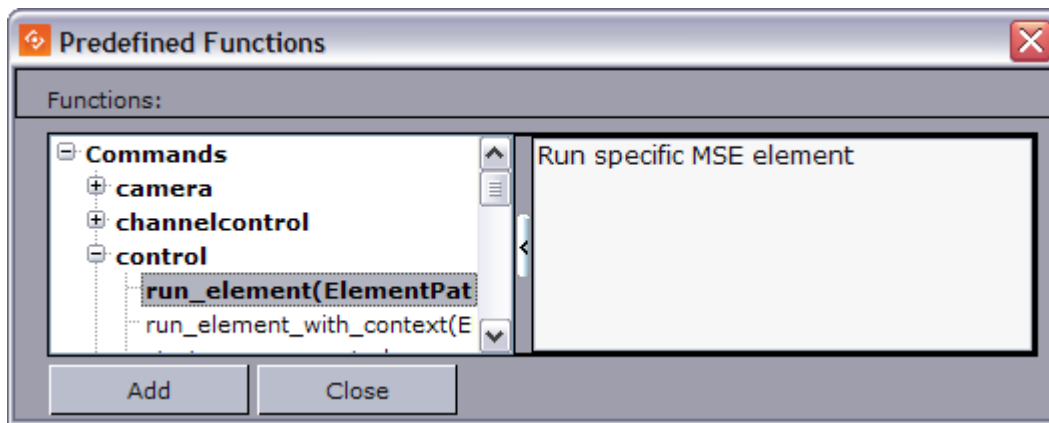 Predefined Functions
Functions:
Commands
camera
channelcontrol
control
run_element(ElementPat
run_element_with_context(E
Run specific MSE element
Add
Close